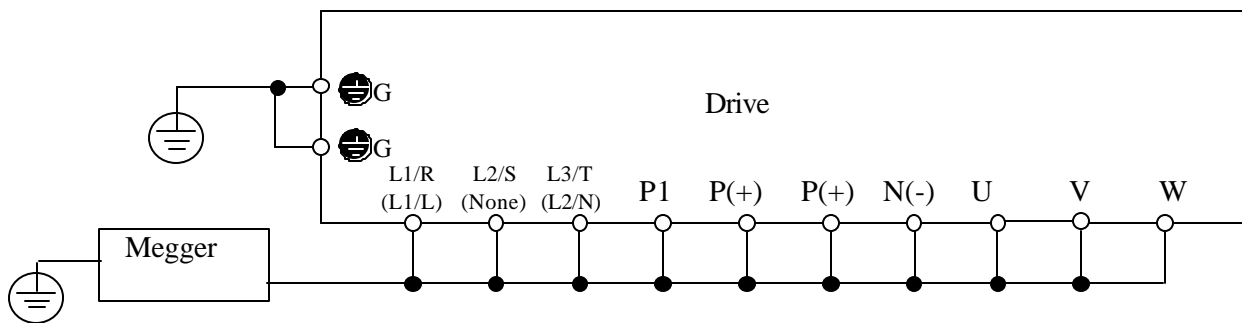 G
Drive
G
L1/R L2/S L3/T
(L1/L) (None) (L2/N) P1 P(+) P(+) N(-) U V W
Megger